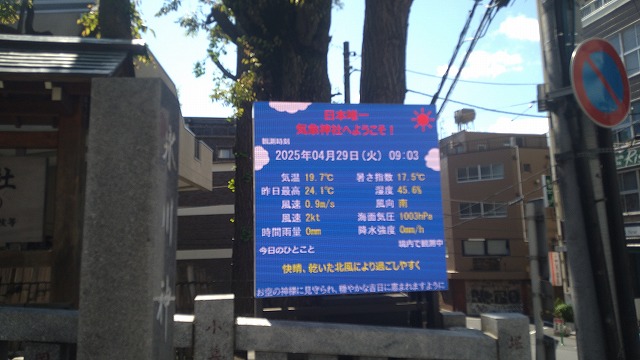 日本唯一
気象神社へようこそ！
観測時刻
2025年04月29日(火) 09:03
気温 19.7℃ 暑さ指数 17.5℃
昨日最高 24.1℃ 湿度 45.6%
風速 0.9m/s 風向 南
風速 2kt 海面気圧 1003hPa
時間雨量 0mm 降水強度 0mm/h
今日のひとこと 境内で観測中
快晴、乾いた北風により過ごしやすく
お空の神様に見守られ、穏やかな吉日に恵まれますように
氷川